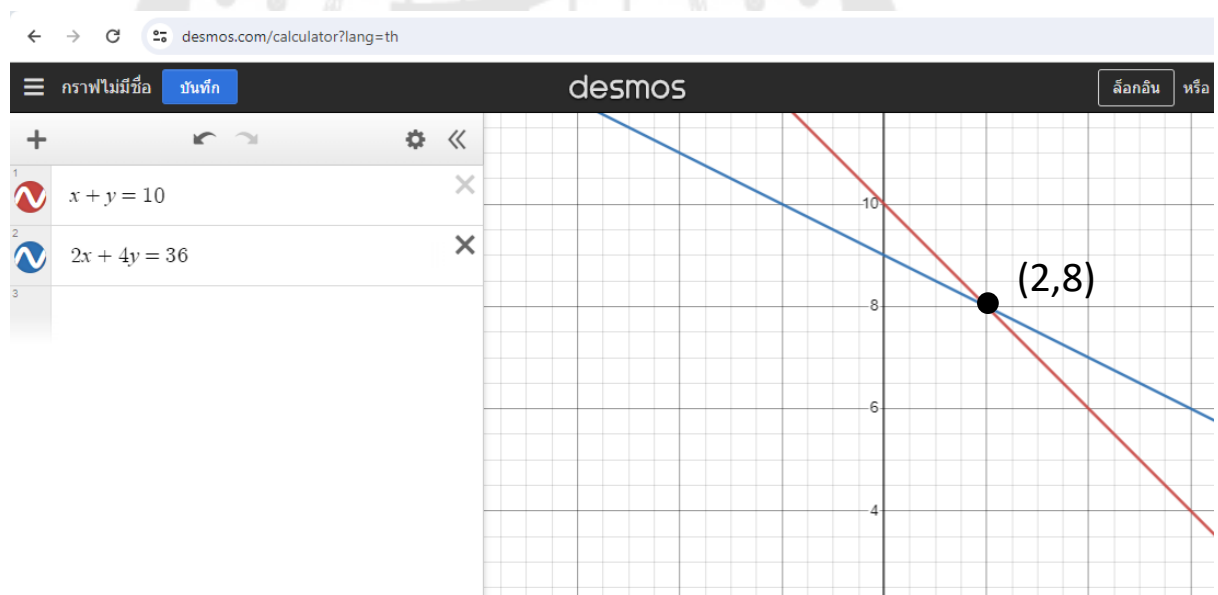 desmos.com/calculator?lang=th
กราฟไม่มีชื่อ บันทึก desmos ล็อกอิน หรือ
1
x + y = 10
2
2x + 4y = 36
3
10
(2,8)
8
6
4